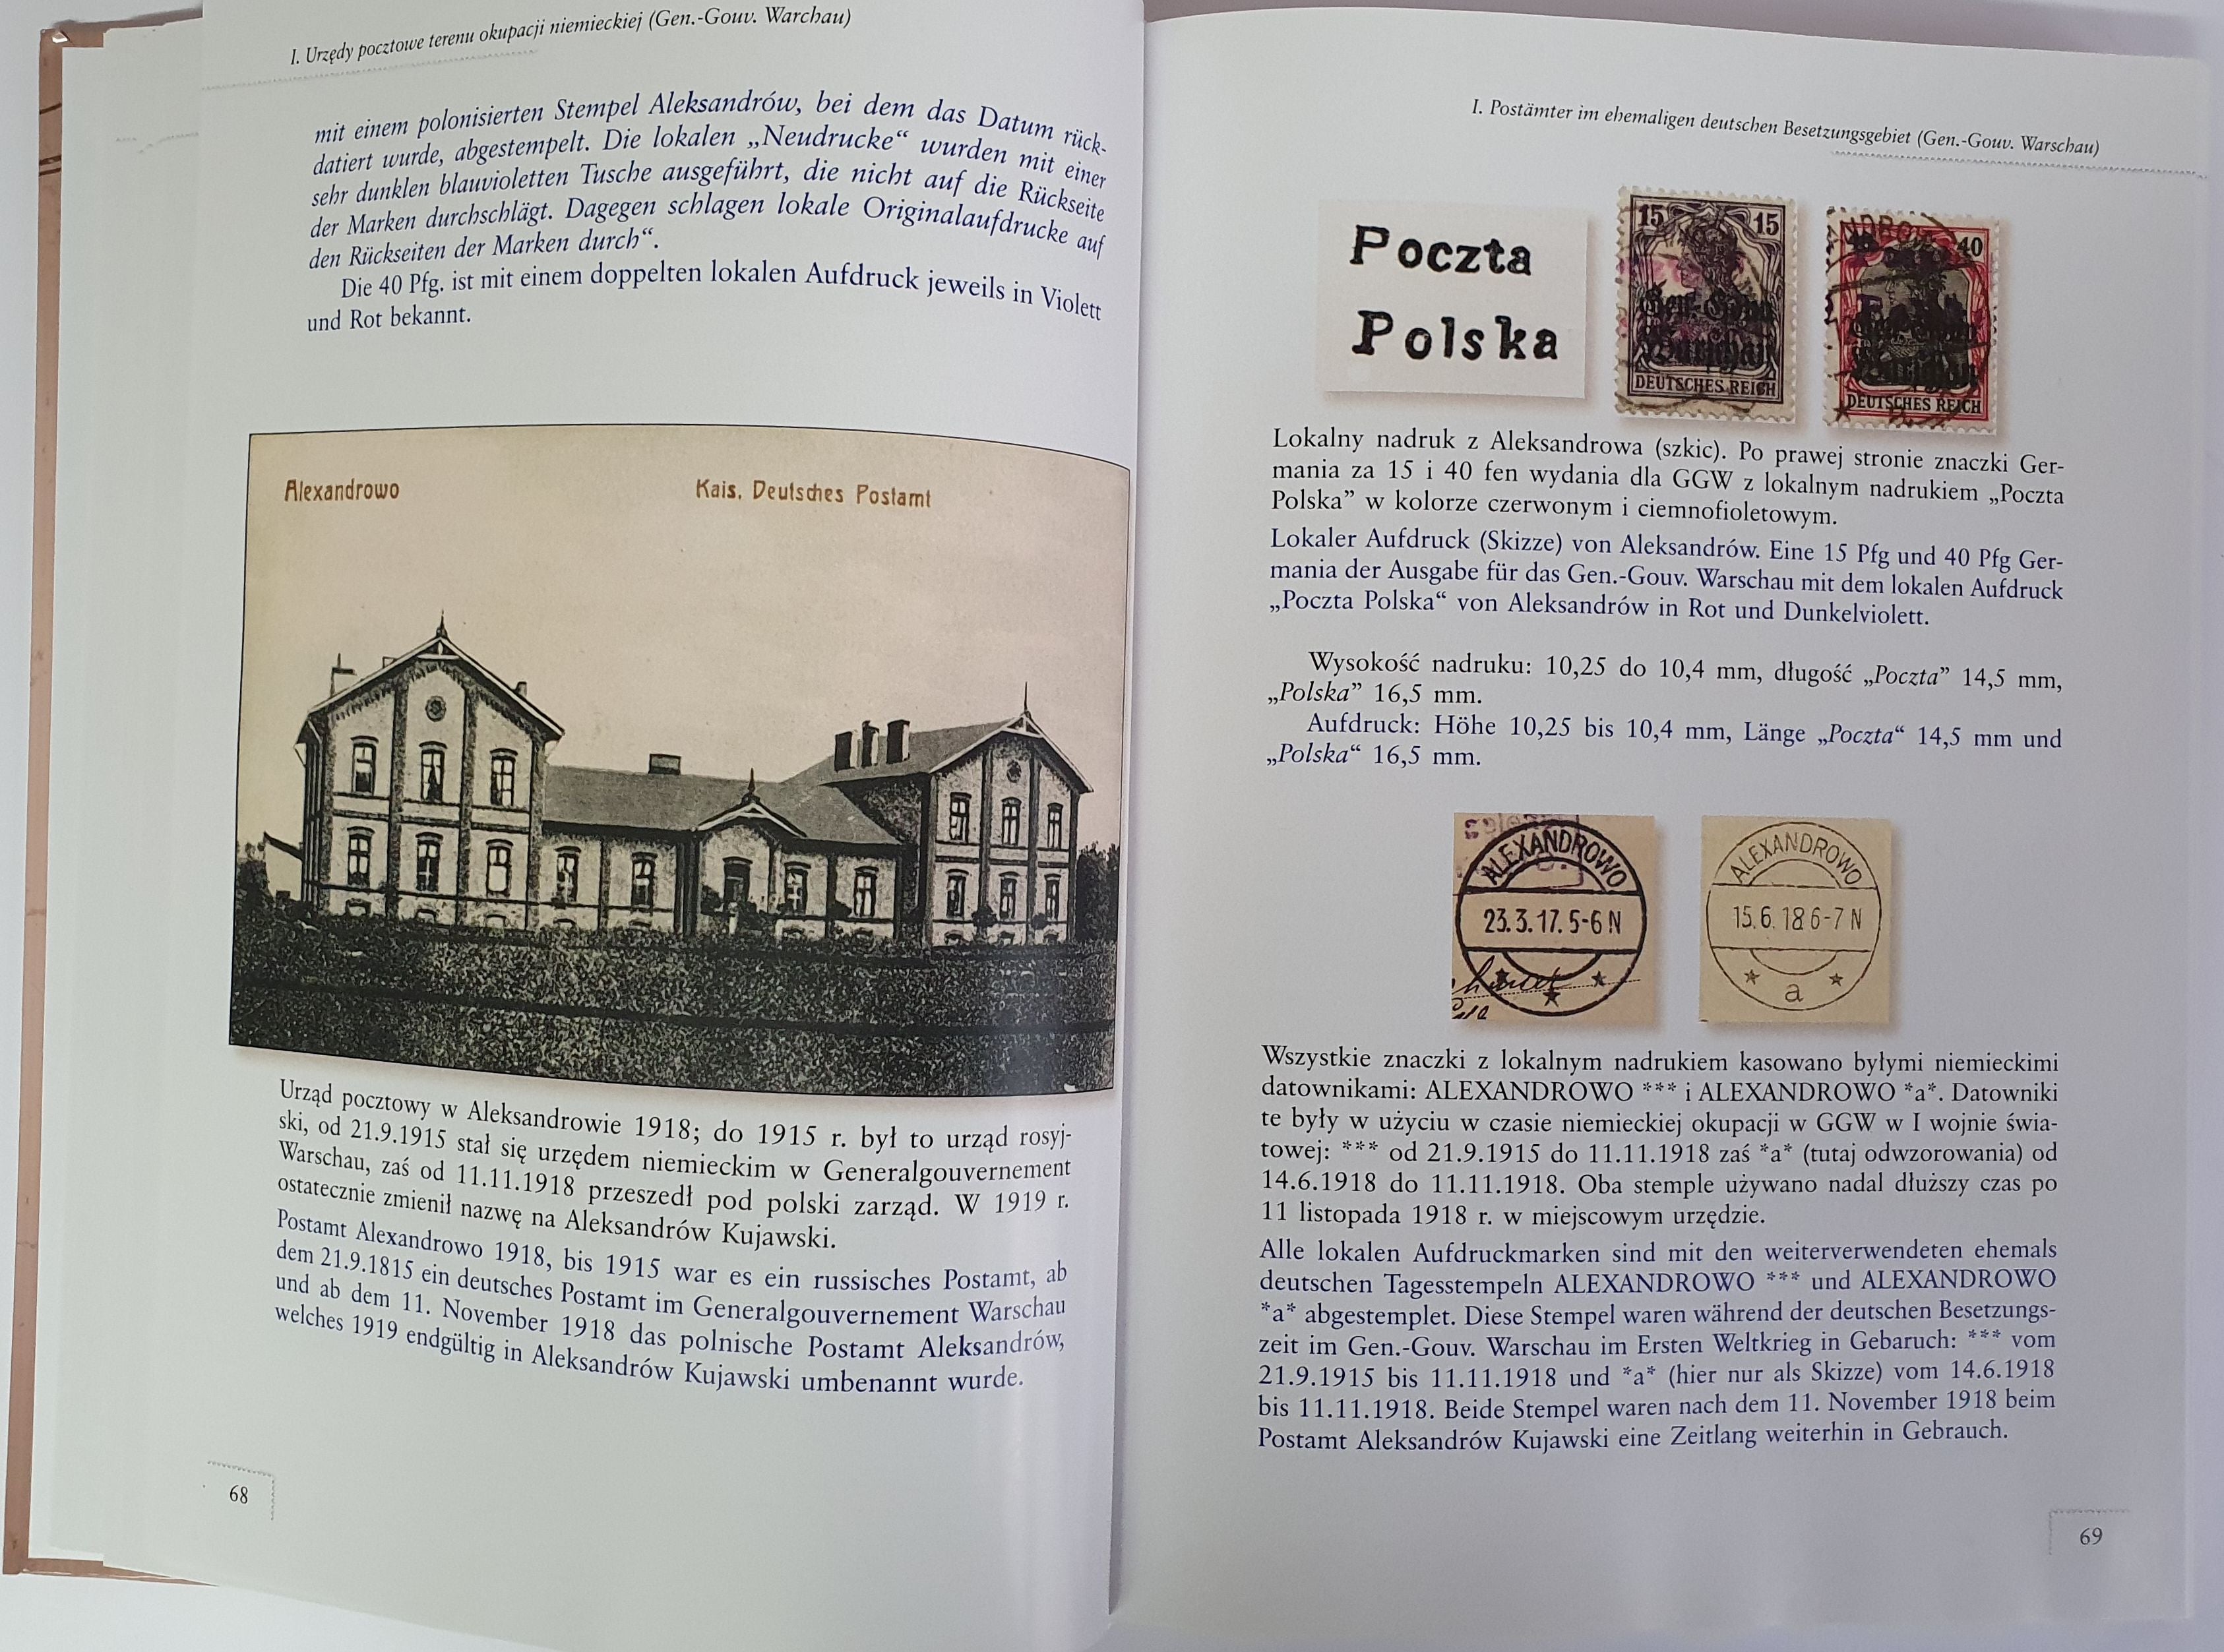 I. Urzędy pocztowe terenu okupacji niemieckiej (Gen.-Gouv. Warchau)
mit einem polonisierten Stempel Aleksandrów, bei dem das Datum rück-
datiert wurde, abgestempelt. Die lokalen „Neudrucke“ wurden mit einer
sehr dunklen blauvioletten Tusche ausgeführt, die nicht auf die Rückseite
der Marken durchschlägt. Dagegen schlagen lokale Originalaufdrucke auf
den Rückseiten der Marken durch“.
Die 40 Pfg. ist mit einem doppelten lokalen Aufdruck jeweils in Violett
und Rot bekannt.
Alexandrowo
Kais. Deutsches Postamt
Urząd pocztowy w Aleksandrowie 1918; do 1915 r. był to urząd rosyj-
ski, od 21.9.1915 stał się urzędem niemieckim w Generalgouvernement
Warschau, zaś od 11.11.1918 przeszedł pod polski zarząd. W 1919 r.
ostatecznie zmienił nazwę na Aleksandrów Kujawski.
Postamt Alexandrowo 1918, bis 1915 war es ein russisches Postamt, ab
dem 21.9.1815 ein deutsches Postamt im Generalgouvernement Warschau
und ab dem 11. November 1918 das polnische Postamt Aleksandrów,
welches 1919 endgültig in Aleksandrów Kujawski umbenannt wurde.
68
I. Postämter im ehemaligen deutschen Besetzungsgebiet (Gen.-Gouv. Warschau)
Poczta
Polska
15 15
Gen.-Gouv.
Warschau
DEUTSCHES REICH
40 40
DEUTSCHES REICH
Lokalny nadruk z Aleksandrowa (szkic). Po prawej stronie znaczki Ger-
mania za 15 i 40 fen wydania dla GGW z lokalnym nadrukiem „Poczta
Polska” w kolorze czerwonym i ciemnofioletowym.
Lokaler Aufdruck (Skizze) von Aleksandrów. Eine 15 Pfg und 40 Pfg Ger-
mania der Ausgabe für das Gen.-Gouv. Warschau mit dem lokalen Aufdruck
„Poczta Polska“ von Aleksandrów in Rot und Dunkelviolett.
Wysokość nadruku: 10,25 do 10,4 mm, długość „Poczta” 14,5 mm,
„Polska” 16,5 mm.
Aufdruck: Höhe 10,25 bis 10,4 mm, Länge „Poczta“ 14,5 mm und
„Polska“ 16,5 mm.
ALEXANDROWO
23.3.17. 5-6 N
* * *
ALEXANDROWO
15.6.18 6-7 N
* a *
Wszystkie znaczki z lokalnym nadrukiem kasowano byłymi niemieckimi
datownikami: ALEXANDROWO *** i ALEXANDROWO *a*. Datowniki
te były w użyciu w czasie niemieckiej okupacji w GGW w I wojnie świa-
towej: *** od 21.9.1915 do 11.11.1918 zaś *a* (tutaj odwzorowania) od
14.6.1918 do 11.11.1918. Oba stemple używano nadal dłuższy czas po
11 listopada 1918 r. w miejscowym urzędzie.
Alle lokalen Aufdruckmarken sind mit den weiterverwendeten ehemals
deutschen Tagesstempeln ALEXANDROWO *** und ALEXANDROWO
*a* abgestemplet. Diese Stempel waren während der deutschen Besetzungs-
zeit im Gen.-Gouv. Warschau im Ersten Weltkrieg in Gebaruch: *** vom
21.9.1915 bis 11.11.1918 und *a* (hier nur als Skizze) vom 14.6.1918
bis 11.11.1918. Beide Stempel waren nach dem 11. November 1918 beim
Postamt Aleksandrów Kujawski eine Zeitlang weiterhin in Gebrauch.
69